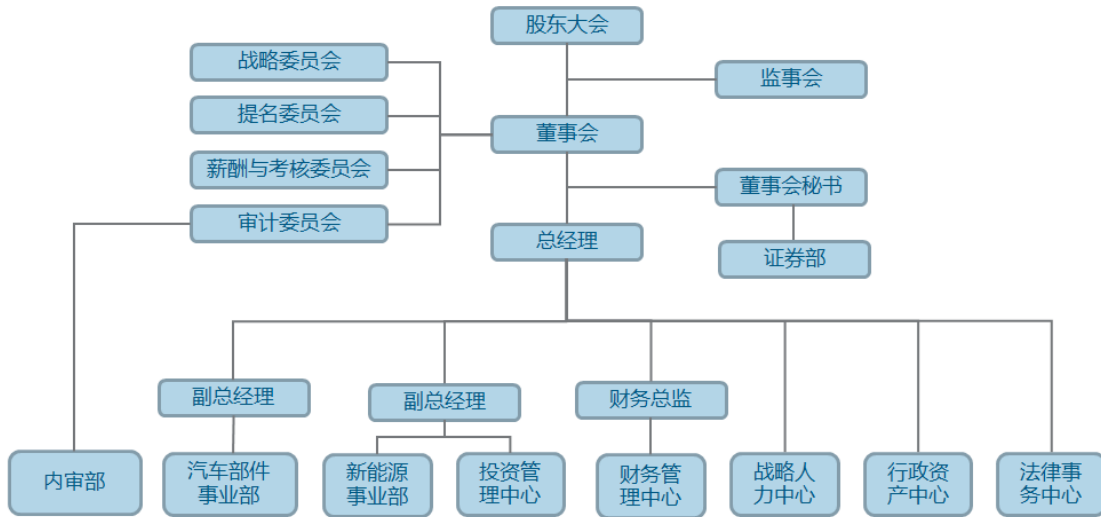 股东大会
战略委员会
监事会
提名委员会
董事会
薪酬与考核委员会
董事会秘书
审计委员会
总经理
证券部
副总经理
副总经理
财务总监
内审部
汽车部件
事业部
新能源
事业部
投资管
理中心
财务管
理中心
战略人
力中心
行政资
产中心
法律事
务中心